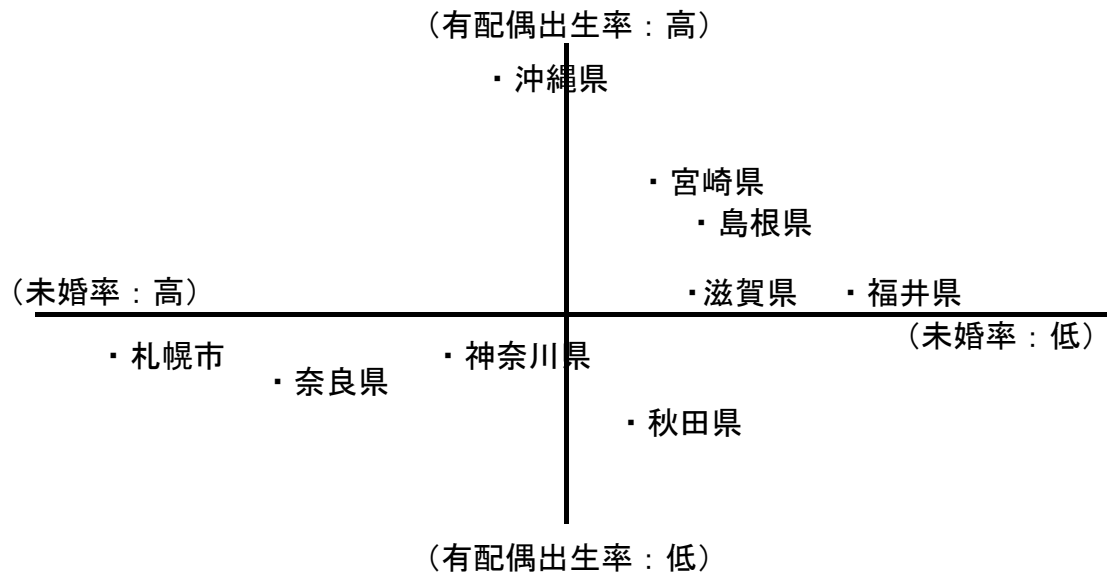 （有配偶出生率：高）
・沖縄県
・宮崎県
・島根県
（未婚率：高）
・滋賀県
・福井県
（未婚率：低）
・札幌市
・神奈川県
・奈良県
・秋田県
（有配偶出生率：低）